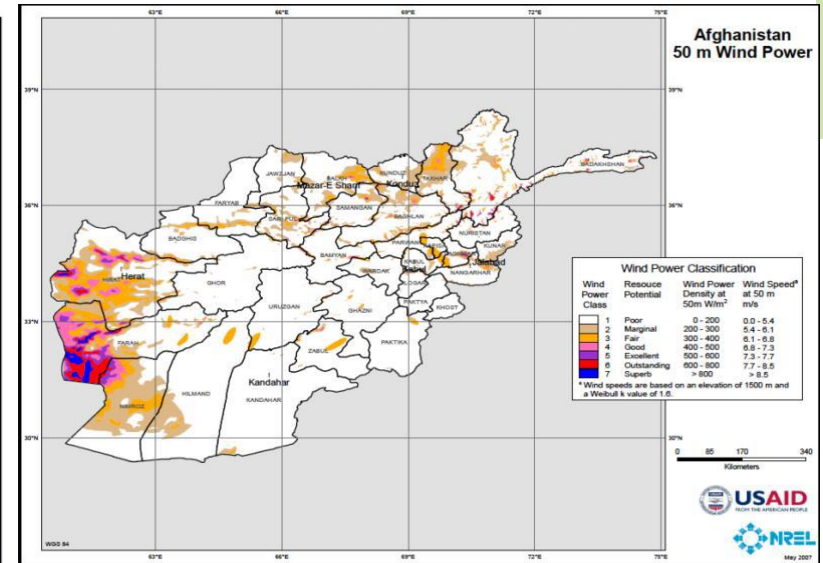 Afghanistan
50 m Wind Power
63°E 66°E 69°E 72°E 75°E
39°N 39°N
36°N 36°N
33°N 33°N
30°N 30°N
BADAKHSHAN
JAWZJAN
BALKH
KUNDUZ
TAKHAR
Mazar-E Sharif
Kunduz
FARYAB
SAMANGAN
BAGHLAN
BADGHIS
BAMYAN
PARWAN
NURISTAN
KUNAR
KABUL
Jalabad
NANGARHAR
Herat
GHOR
WARDAK
LOGAR
PAKTYA
KHOST
URUZGAN
GHAZNI
FARAH
ZABUL
PAKTIKA
Kandahar
HILMAND
KANDAHAR
NIMROZ
Wind Power Classification
Wind Power Class
Resouce Potential
Wind Power Density at 50m W/m²
Wind Speedª at 50 m m/s
1 Poor 0 - 200 0.0 - 5.4
2 Marginal 200 - 300 5.4 - 6.1
3 Fair 300 - 400 6.1 - 6.8
4 Good 400 - 500 6.8 - 7.3
5 Excellent 500 - 600 7.3 - 7.7
6 Outstanding 600 - 800 7.7 - 8.5
7 Superb > 800 > 8.5
ª Wind speeds are based on an elevation of 1500 m and
a Weibull k value of 1.6.
0 85 170 340
Kilometers
USAID
FROM THE AMERICAN PEOPLE
NREL
WGS 84
May 2007